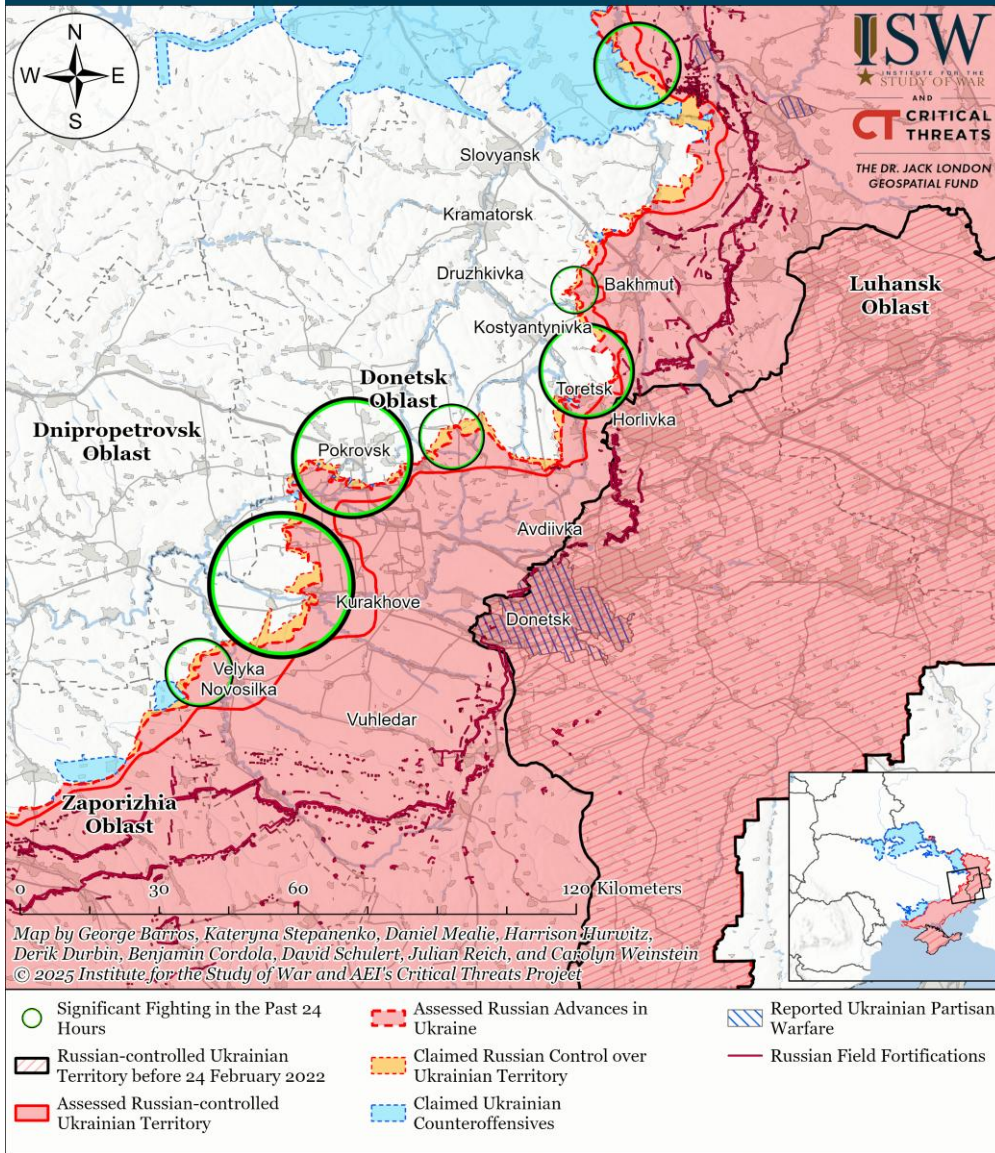 N
W
E
S
ISW
INSTITUTE FOR THE
STUDY OF WAR
AND
CT CRITICAL
THREATS
THE DR. JACK LONDON
GEOSPATIAL FUND
Slovyansk
Kramatorsk
Druzhkivka
Bakhmut
Luhansk
Oblast
Kostyantynivka
Donetsk
Oblast
Toretsk
Horlivka
Dnipropetrovsk
Oblast
Pokrovsk
Avdiivka
Kurakhove
Donetsk
Velyka
Novosilka
Vuhledar
Zaporizhia
Oblast
0 30 60 120 Kilometers
Map by George Barros, Kateryna Stepanenko, Daniel Mealie, Harrison Hurwitz,
Derik Durbin, Benjamin Cordola, David Schulert, Julian Reich, and Carolyn Weinstein
© 2025 Institute for the Study of War and AEI's Critical Threats Project
Significant Fighting in the Past 24
Hours
Russian-controlled Ukrainian
Territory before 24 February 2022
Assessed Russian-controlled
Ukrainian Territory
Assessed Russian Advances in
Ukraine
Claimed Russian Control over
Ukrainian Territory
Claimed Ukrainian
Counteroffensives
Reported Ukrainian Partisan
Warfare
Russian Field Fortifications